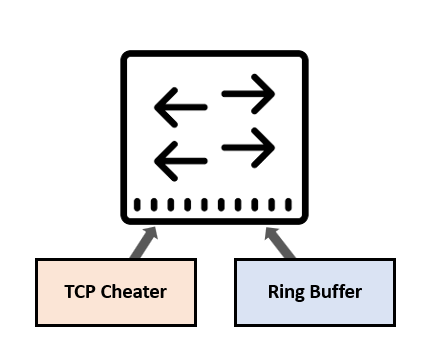 TCP Cheater
Ring Buffer